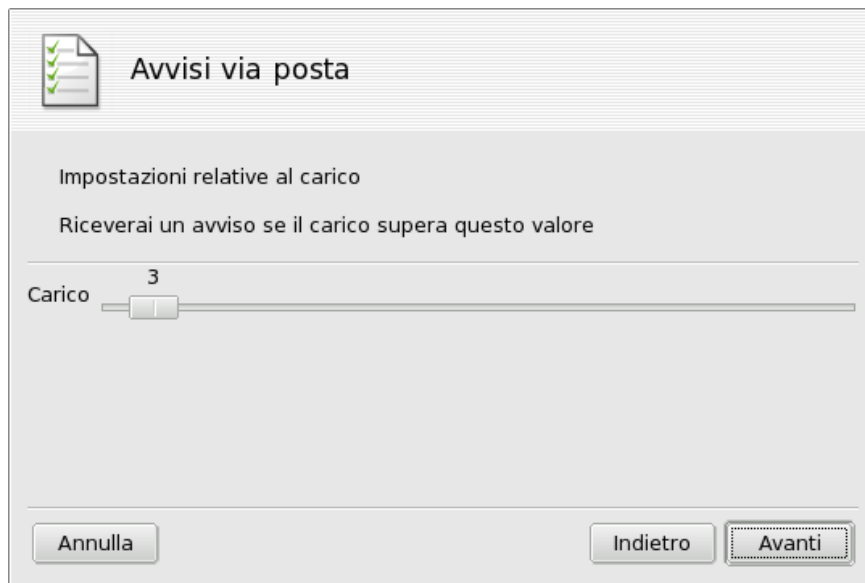 Avvisi via posta
Impostazioni relative al carico
Riceverai un avviso se il carico supera questo valore
3
Carico
Annulla
Indietro
Avanti